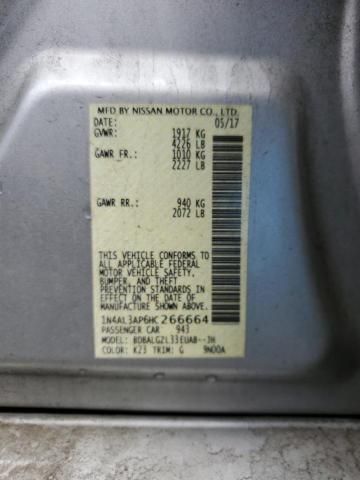 MFD BY NISSAN MOTOR CO., LTD.
DATE: 05/17
GVWR: 1917 KG
4226 LB
GAWR FR.: 1010 KG
2227 LB
GAWR RR.: 940 KG
2072 LB
THIS VEHICLE CONFORMS TO
ALL APPLICABLE FEDERAL
MOTOR VEHICLE SAFETY,
BUMPER, AND THEFT
PREVENTION STANDARDS
IN EFFECT ON THE DATE OF
MANUFACTURE SHOWN ABOVE.
1N4AL3AP6HC266664
PASSENGER CAR 943
MODEL: BDBALGZL33EUAB--JH
COLOR: K23 TRIM: G 9N00A